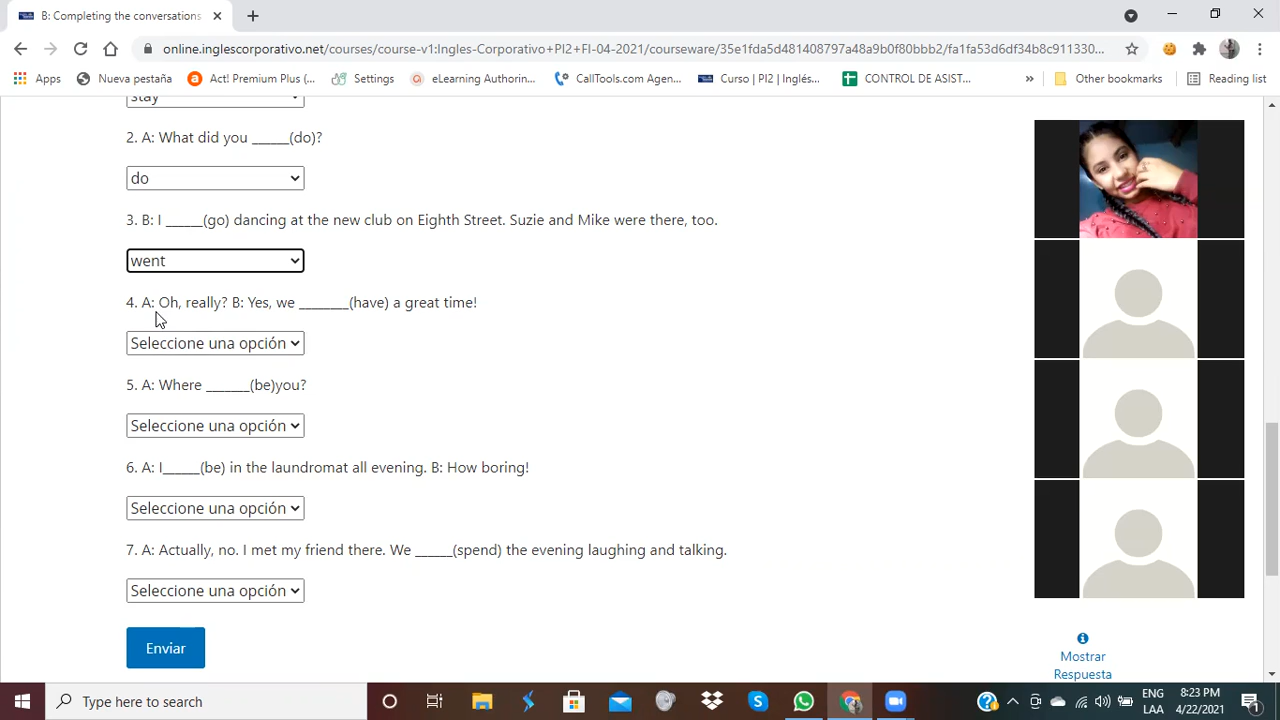 B: Completing the conversations
online.inglescorporativo.net/courses/course-v1:Ingles-Corporativo+PI2+FI-04-2021/courseware/35e1fda5d481408797a48a9b0f80bbb2/fa1fa53d6df34b8c911330...
Apps Nueva pestaña Act! Premium Plus (... Settings eLearning Authorin... CallTools.com Agen... Curso | PI2 | Inglés... CONTROL DE ASIST... » Other bookmarks Reading list
stay
2. A: What did you ______(do)?
do
3. B: I ______(go) dancing at the new club on Eighth Street. Suzie and Mike were there, too.
went
4. A: Oh, really? B: Yes, we ________(have) a great time!
Seleccione una opción
5. A: Where _______(be)you?
Seleccione una opción
6. A: I______(be) in the laundromat all evening. B: How boring!
Seleccione una opción
7. A: Actually, no. I met my friend there. We ______(spend) the evening laughing and talking.
Seleccione una opción
Enviar
Mostrar
Respuesta
Type here to search
ENG
LAA
8:23 PM
4/22/2021
1